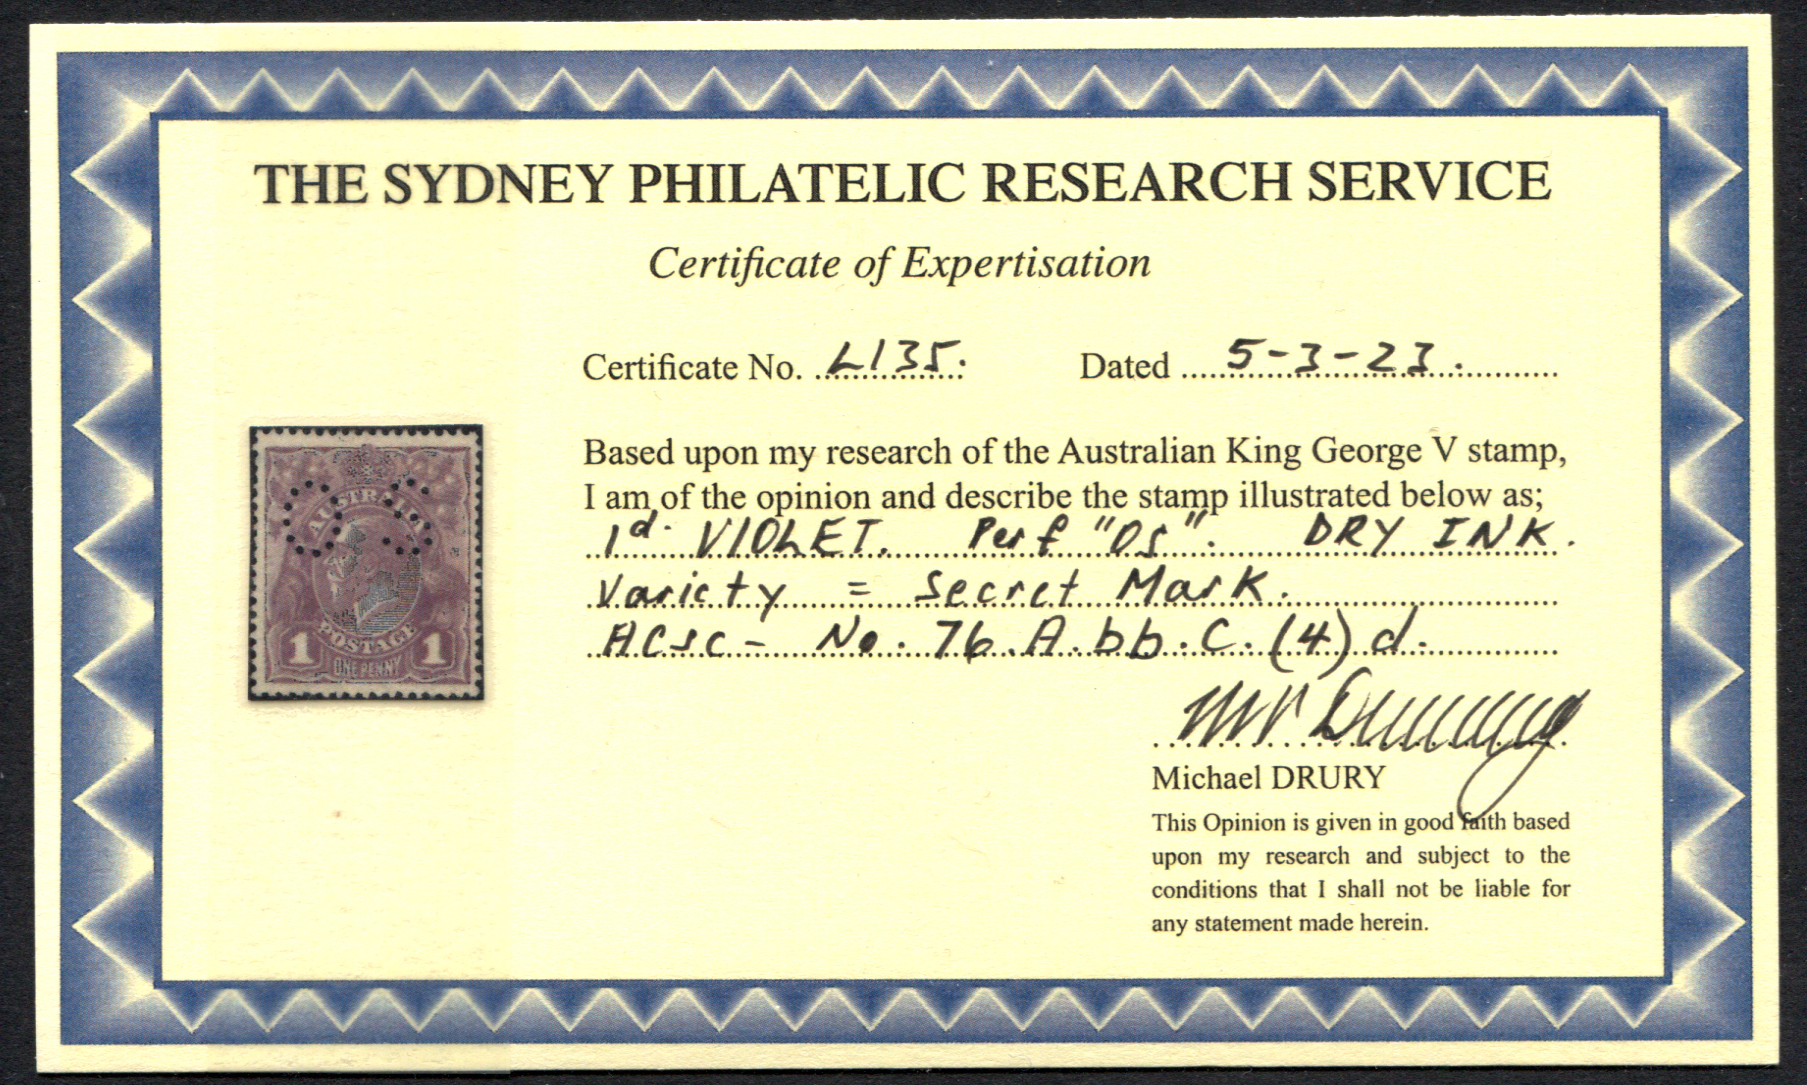 THE SYDNEY PHILATELIC RESEARCH SERVICE
Certificate of Expertisation
Certificate No. L135. Dated 5-3-23.
Based upon my research of the Australian King George V stamp,
I am of the opinion and describe the stamp illustrated below as;
1d. VIOLET. Perf "OS". DRY INK.
Variety = Secret Mark.
ACSC - No. 76.A.bb.C.(4)d.
Michael DRURY
This Opinion is given in good faith based
upon my research and subject to the
conditions that I shall not be liable for
any statement made herein.
OS
AUSTRALIA
POSTAGE
1 1
ONE PENNY